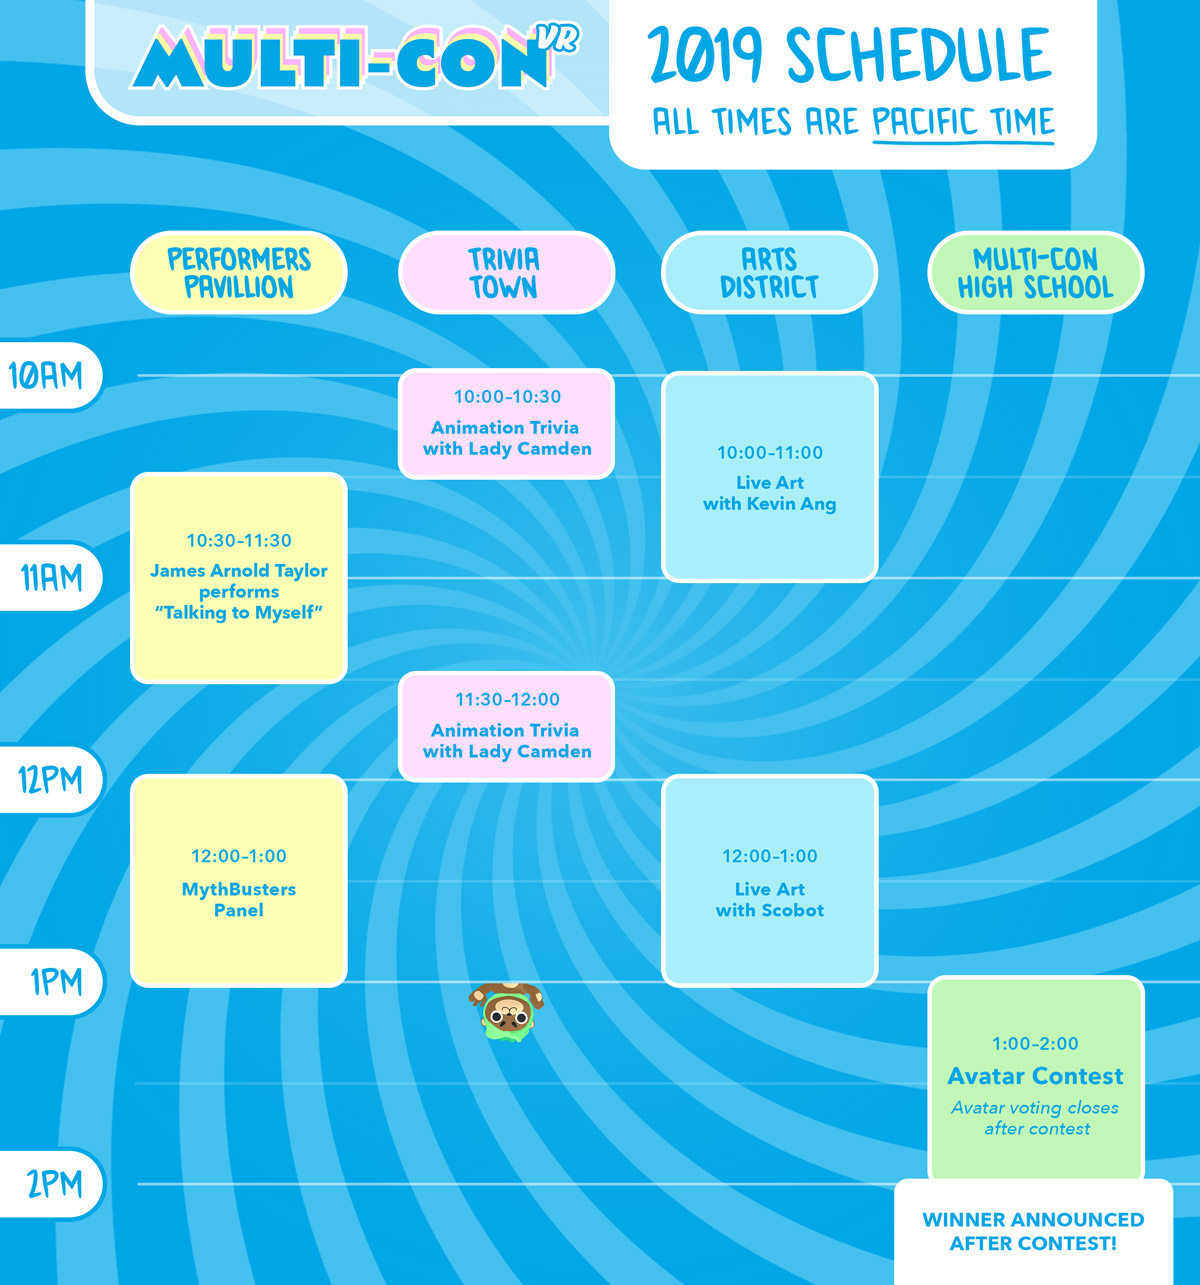 MULTI-CON VR
2019 SCHEDULE
ALL TIMES ARE PACIFIC TIME
PERFORMERS
PAVILLION
TRIVIA
TOWN
ARTS
DISTRICT
MULTI-CON
HIGH SCHOOL
10AM
10:00-10:30
Animation Trivia
with Lady Camden
10:00-11:00
Live Art
with Kevin Ang
10:30-11:30
James Arnold Taylor
performs
“Talking to Myself”
11AM
11:30-12:00
Animation Trivia
with Lady Camden
12PM
12:00-1:00
MythBusters
Panel
12:00-1:00
Live Art
with Scobot
1PM
1:00-2:00
Avatar Contest
Avatar voting closes
after contest
2PM
WINNER ANNOUNCED
AFTER CONTEST!